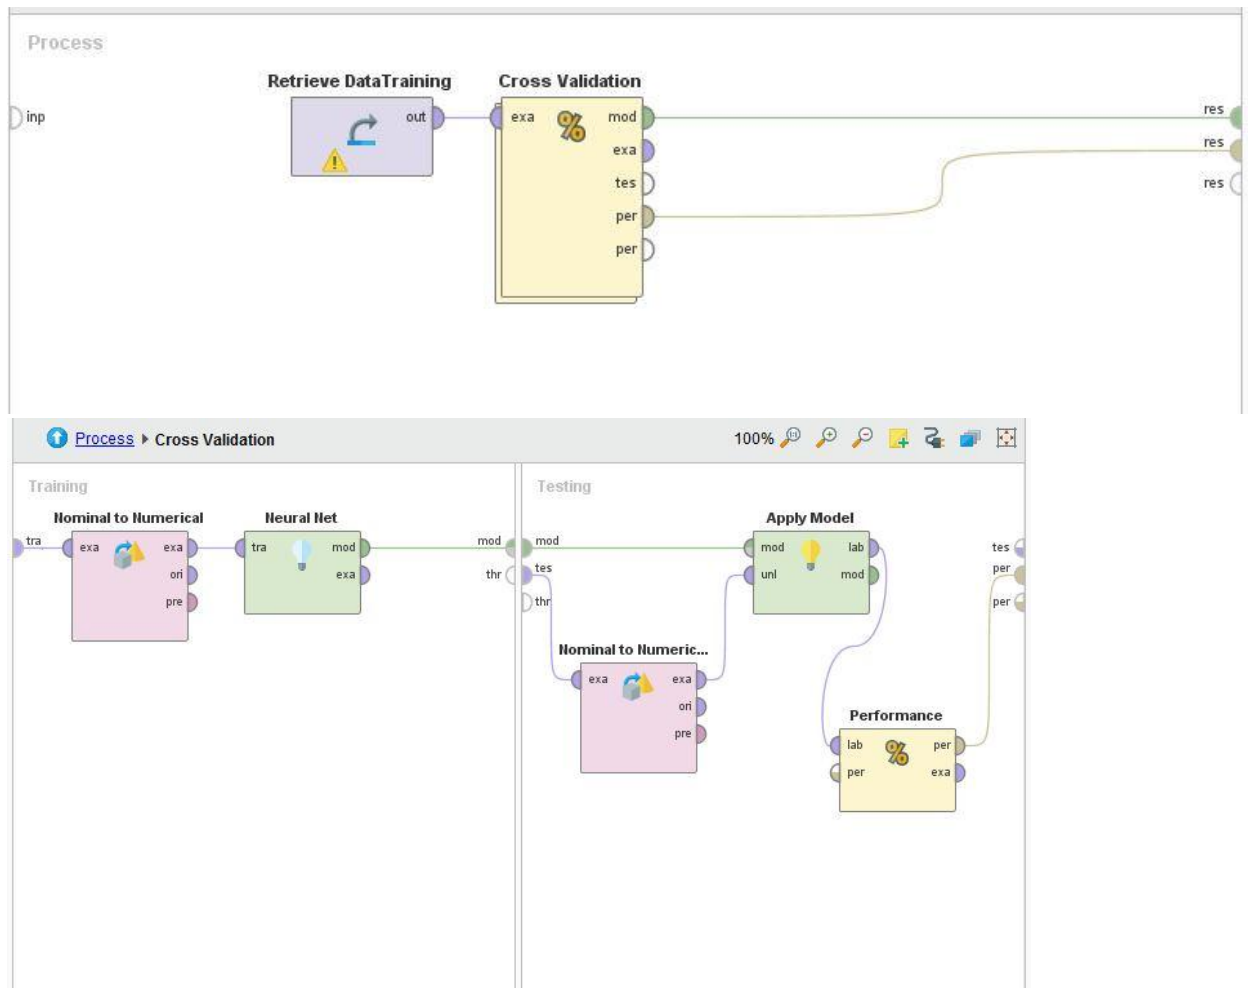 Process
Retrieve DataTraining Cross Validation
inp
out
exa % mod
res
exa
res
tes
res
per
per
Process ▸ Cross Validation
100%
Training
Testing
Nominal to Numerical
Neural Net
Apply Model
tra
exa exa
tra mod
mod
mod
mod lab
tes
ori
exa
thr
tes
unl mod
per
pre
thr
per
Nominal to Numeric...
exa exa
ori
pre
Performance
lab % per
per exa